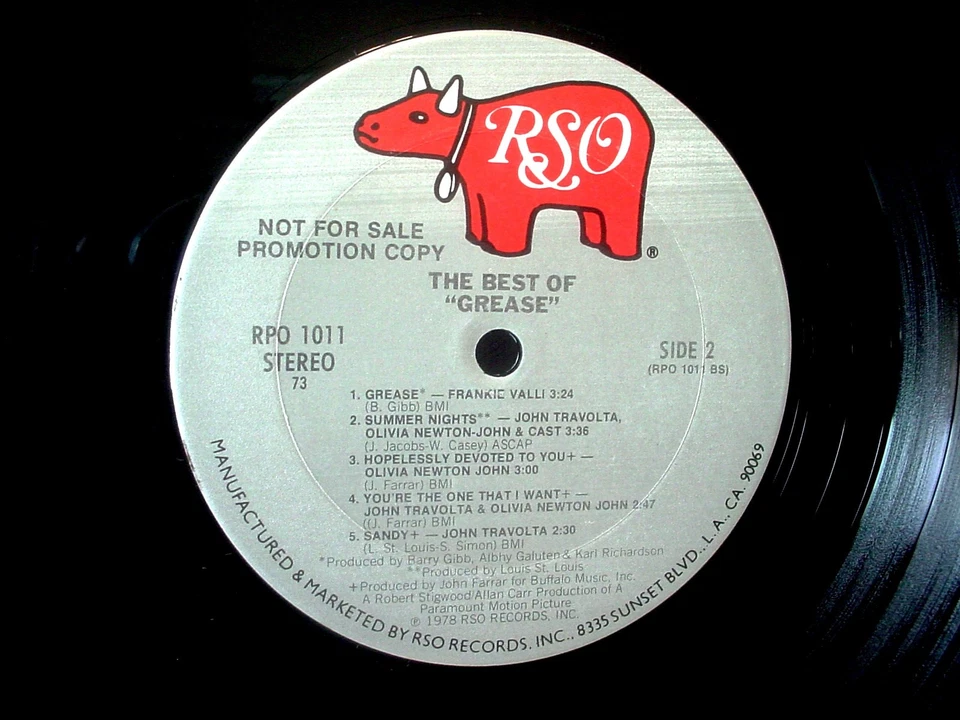 RSO
®
NOT FOR SALE
PROMOTION COPY
THE BEST OF
“GREASE”
RPO 1011
STEREO
73
SIDE 2
(RPO 1011 BS)
1. GREASE* — FRANKIE VALLI 3:24
(B. Gibb) BMI
2. SUMMER NIGHTS** — JOHN TRAVOLTA,
OLIVIA NEWTON-JOHN & CAST 3:36
(J. Jacobs-W. Casey) ASCAP
3. HOPELESSLY DEVOTED TO YOU+ —
OLIVIA NEWTON JOHN 3:00
(J. Farrar) BMI
4. YOU'RE THE ONE THAT I WANT+ —
JOHN TRAVOLTA & OLIVIA NEWTON JOHN 2:47
((J. Farrar) BMI
5. SANDY+ — JOHN TRAVOLTA 2:30
(L. St. Louis-S. Simon) BMI
*Produced by Barry Gibb, Albhy Galuten & Karl Richardson
**Produced by Louis St. Louis
+Produced by John Farrar for Buffalo Music, Inc.
A Robert Stigwood/Allan Carr Production of A
Paramount Motion Picture
℗ 1978 RSO RECORDS, INC.
MANUFACTURED & MARKETED BY RSO RECORDS, INC., 8335 SUNSET BLVD., L.A., CA. 90069